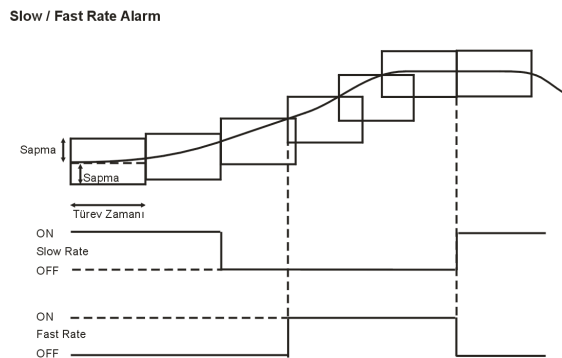 Slow / Fast Rate Alarm
Sapma
Sapma
Türev Zamanı
ON
Slow Rate
OFF
ON
Fast Rate
OFF